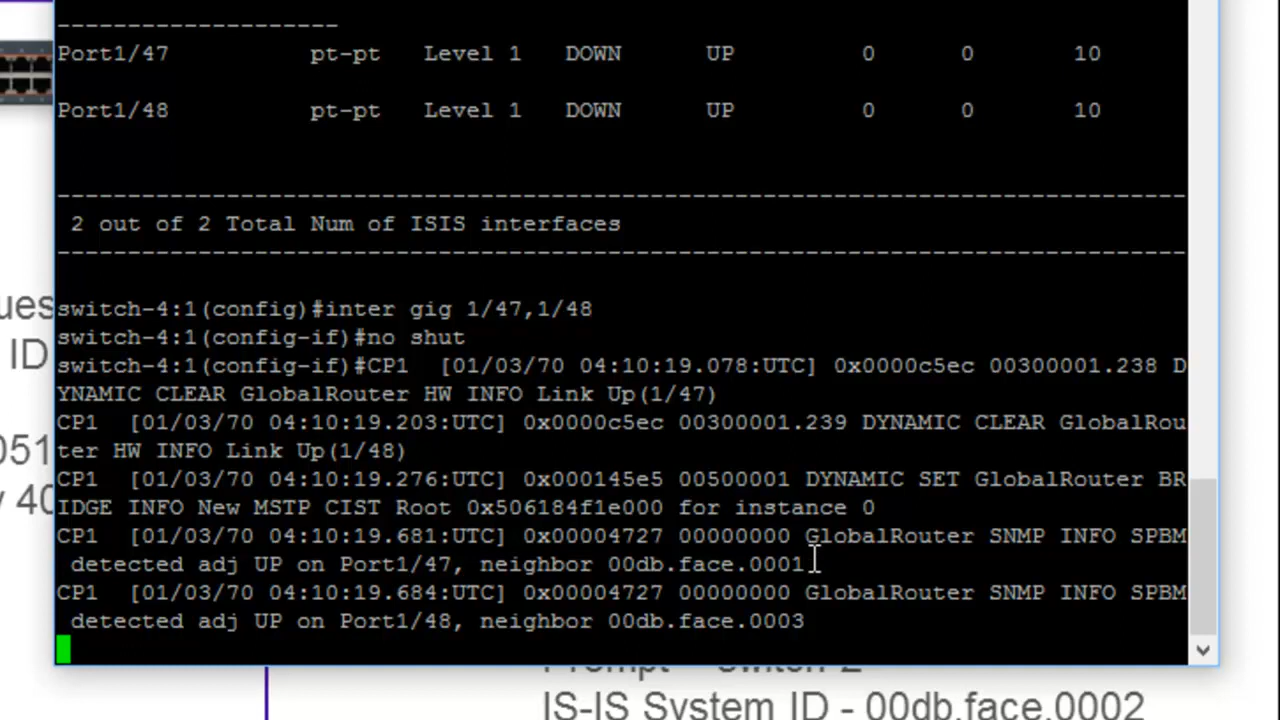 --------------------
Port1/47 pt-pt Level 1 DOWN UP 0 0 10
Port1/48 pt-pt Level 1 DOWN UP 0 0 10
--------------------------------------------------------------------------------
2 out of 2 Total Num of ISIS interfaces
--------------------------------------------------------------------------------
switch-4:1(config)#inter gig 1/47,1/48
switch-4:1(config-if)#no shut
switch-4:1(config-if)#CP1 [01/03/70 04:10:19.078:UTC] 0x0000c5ec 00300001.238 D
YNAMIC CLEAR GlobalRouter HW INFO Link Up(1/47)
CP1 [01/03/70 04:10:19.203:UTC] 0x0000c5ec 00300001.239 DYNAMIC CLEAR GlobalRou
ter HW INFO Link Up(1/48)
CP1 [01/03/70 04:10:19.276:UTC] 0x000145e5 00500001 DYNAMIC SET GlobalRouter BR
IDGE INFO New MSTP CIST Root 0x506184f1e000 for instance 0
CP1 [01/03/70 04:10:19.681:UTC] 0x00004727 00000000 GlobalRouter SNMP INFO SPBM
detected adj UP on Port1/47, neighbor 00db.face.0001
CP1 [01/03/70 04:10:19.684:UTC] 0x00004727 00000000 GlobalRouter SNMP INFO SPBM
detected adj UP on Port1/48, neighbor 00db.face.0003
ues
ID
051
40
IS-IS System ID - 00db.face.0002